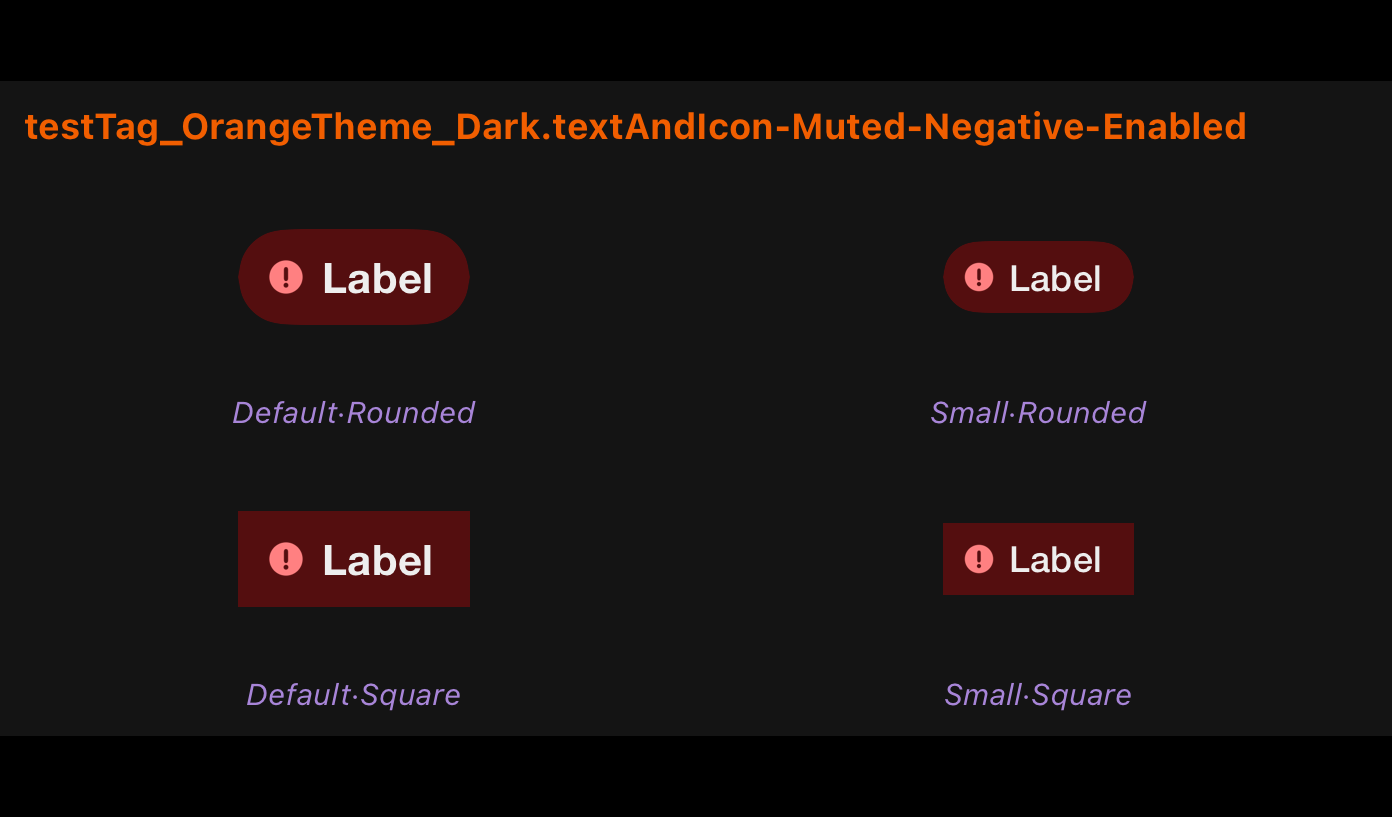 testTag_OrangeTheme_Dark.textAndIcon-Muted-Negative-Enabled
Label
Label
Default·Rounded
Small·Rounded
Label
Label
Default·Square
Small·Square